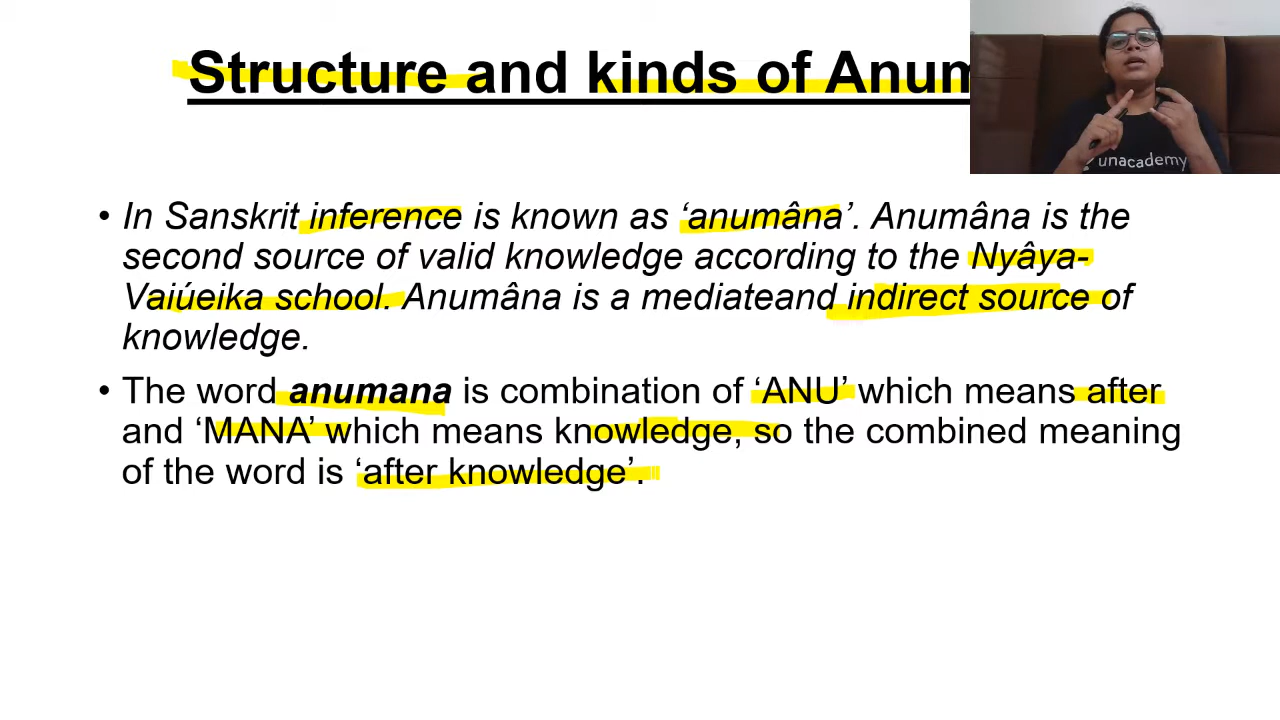 Structure and kinds of Anum
unacademy
• In Sanskrit inference is known as ‘anumâna’. Anumâna is the
second source of valid knowledge according to the Nyâya-
Vaiúeika school. Anumâna is a mediateand indirect source of
knowledge.
• The word anumana is combination of ‘ANU’ which means after
and ‘MANA’ which means knowledge, so the combined meaning
of the word is ‘after knowledge’.